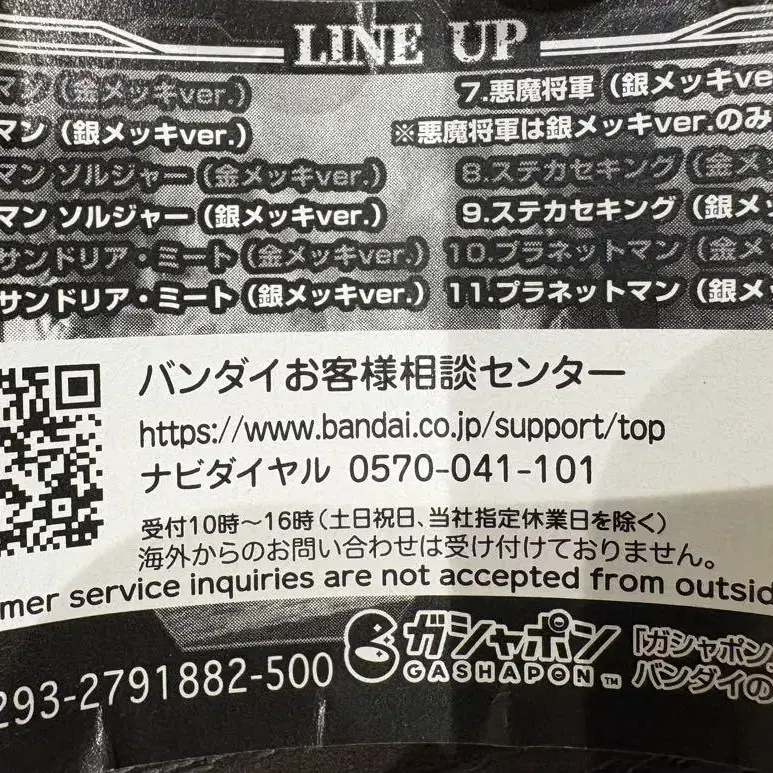 LINE UP
マン（金メッキver.）
マン（銀メッキver.）
マン ソルジャー（金メッキver.）
マン ソルジャー（銀メッキver.）
サンドリア・ミート（金メッキver.）
サンドリア・ミート（銀メッキver.）
7.悪魔将軍（銀メッキve
※悪魔将軍は銀メッキver.のみ
8.ステカセキング（金メッ
9.ステカセキング（銀メッ
10.プラネットマン（金メッ
11.プラネットマン（銀メッ
バンダイお客様相談センター
https://www.bandai.co.jp/support/top
ナビダイヤル 0570-041-101
受付10時〜16時（土日祝日、当社指定休業日を除く）
海外からのお問い合わせは受け付けておりません。
mer service inquiries are not accepted from outsid
293-2791882-500
ガシャポン
GASHAPON™
「ガシャポン」
バンダイの